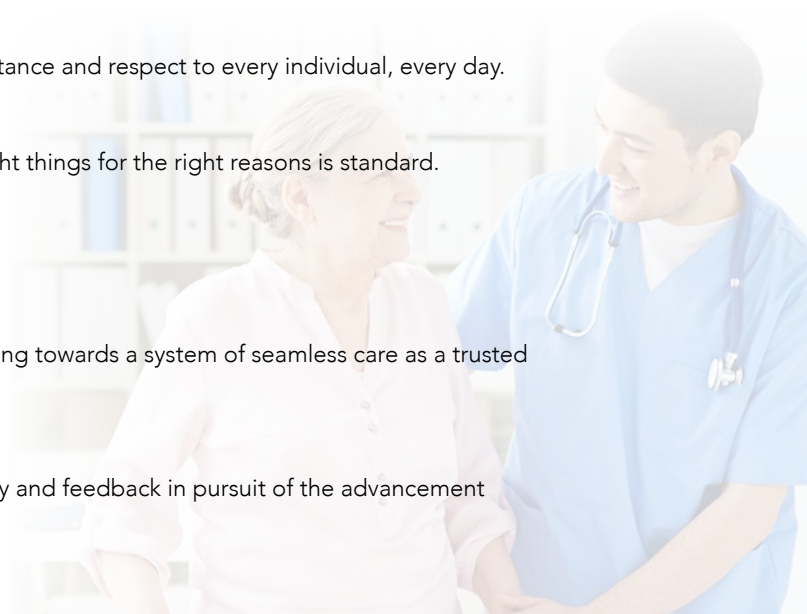 tance and respect to every individual, every day.
ht things for the right reasons is standard.
ng towards a system of seamless care as a trusted
y and feedback in pursuit of the advancement